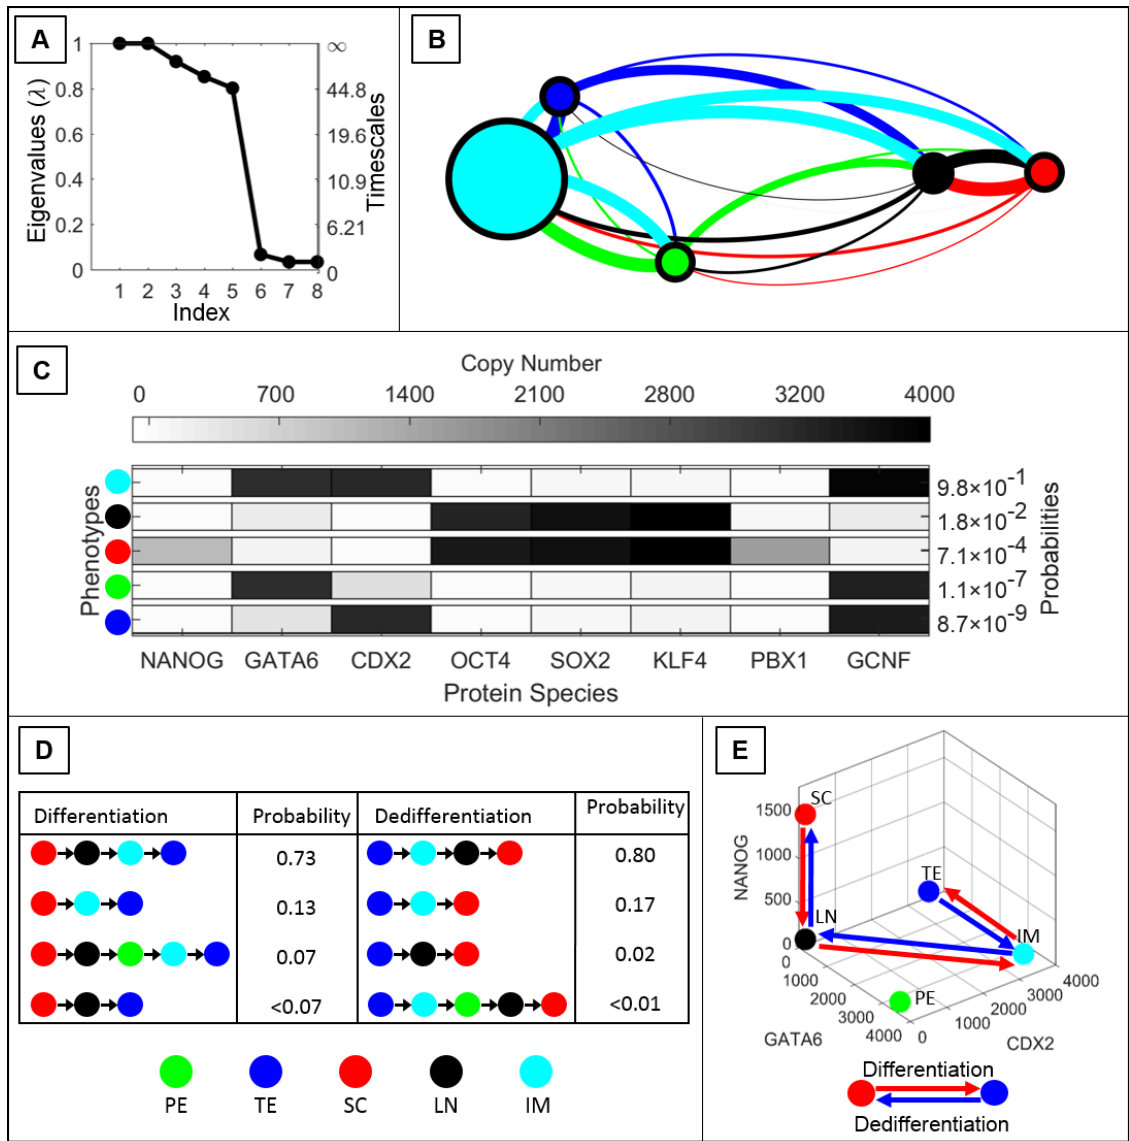 A
Eigenvalues (λ)
1
0.8
0.6
0.4
0.2
0
∞
44.8
19.6
10.9
6.21
0
Timescales
1 2 3 4 5 6 7 8
Index
B
C
Copy Number
0 700 1400 2100 2800 3200 4000
Phenotypes
9.8×10⁻¹
1.8×10⁻²
7.1×10⁻⁴
1.1×10⁻⁷
8.7×10⁻⁹
Probabilities
NANOG GATA6 CDX2 OCT4 SOX2 KLF4 PBX1 GCNF
Protein Species
D
Differentiation Probability Dedifferentiation Probability
0.73 0.80
0.13 0.17
0.07 0.02
<0.07 <0.01
PE TE SC LN IM
E
NANOG
1500
1000
500
0
SC
TE
LN
IM
PE
0
1000
2000
3000
4000
GATA6
0
1000
2000
3000
4000
CDX2
Differentiation
Dedifferentiation